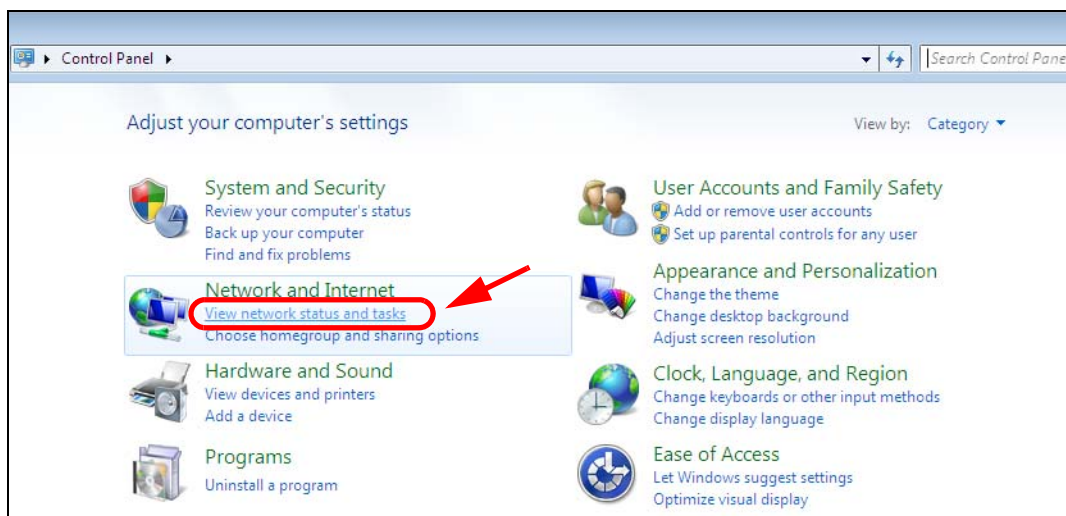 Control Panel
Search Control Pane
Adjust your computer's settings
View by: Category
System and Security
Review your computer's status
Back up your computer
Find and fix problems
Network and Internet
View network status and tasks
Choose homegroup and sharing options
Hardware and Sound
View devices and printers
Add a device
Programs
Uninstall a program
User Accounts and Family Safety
Add or remove user accounts
Set up parental controls for any user
Appearance and Personalization
Change the theme
Change desktop background
Adjust screen resolution
Clock, Language, and Region
Change keyboards or other input methods
Change display language
Ease of Access
Let Windows suggest settings
Optimize visual display